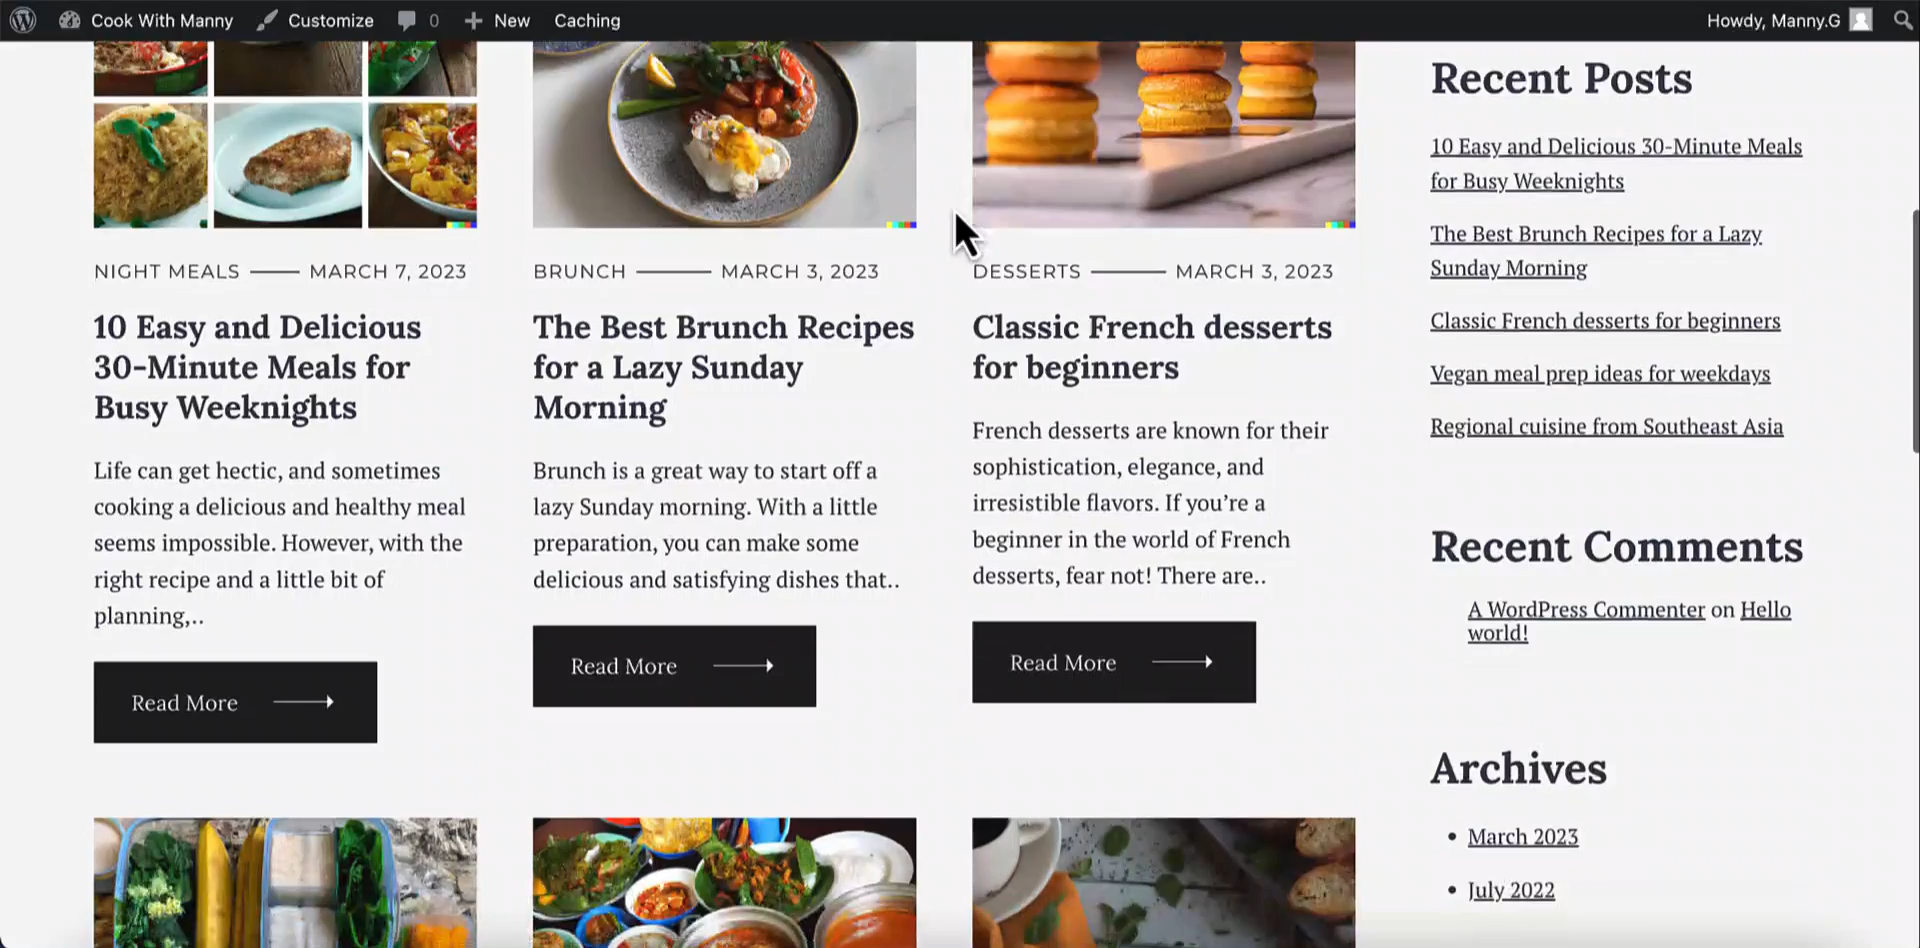 Cook With Manny Customize 0 New Caching Howdy, Manny.G
NIGHT MEALS MARCH 7, 2023
10 Easy and Delicious
30-Minute Meals for
Busy Weeknights
Life can get hectic, and sometimes
cooking a delicious and healthy meal
seems impossible. However, with the
right recipe and a little bit of
planning,..
Read More
BRUNCH MARCH 3, 2023
The Best Brunch Recipes
for a Lazy Sunday
Morning
Brunch is a great way to start off a
lazy Sunday morning. With a little
preparation, you can make some
delicious and satisfying dishes that..
Read More
DESSERTS MARCH 3, 2023
Classic French desserts
for beginners
French desserts are known for their
sophistication, elegance, and
irresistible flavors. If you’re a
beginner in the world of French
desserts, fear not! There are..
Read More
Recent Posts
10 Easy and Delicious 30-Minute Meals
for Busy Weeknights
The Best Brunch Recipes for a Lazy
Sunday Morning
Classic French desserts for beginners
Vegan meal prep ideas for weekdays
Regional cuisine from Southeast Asia
Recent Comments
A WordPress Commenter on Hello
world!
Archives
• March 2023
• July 2022